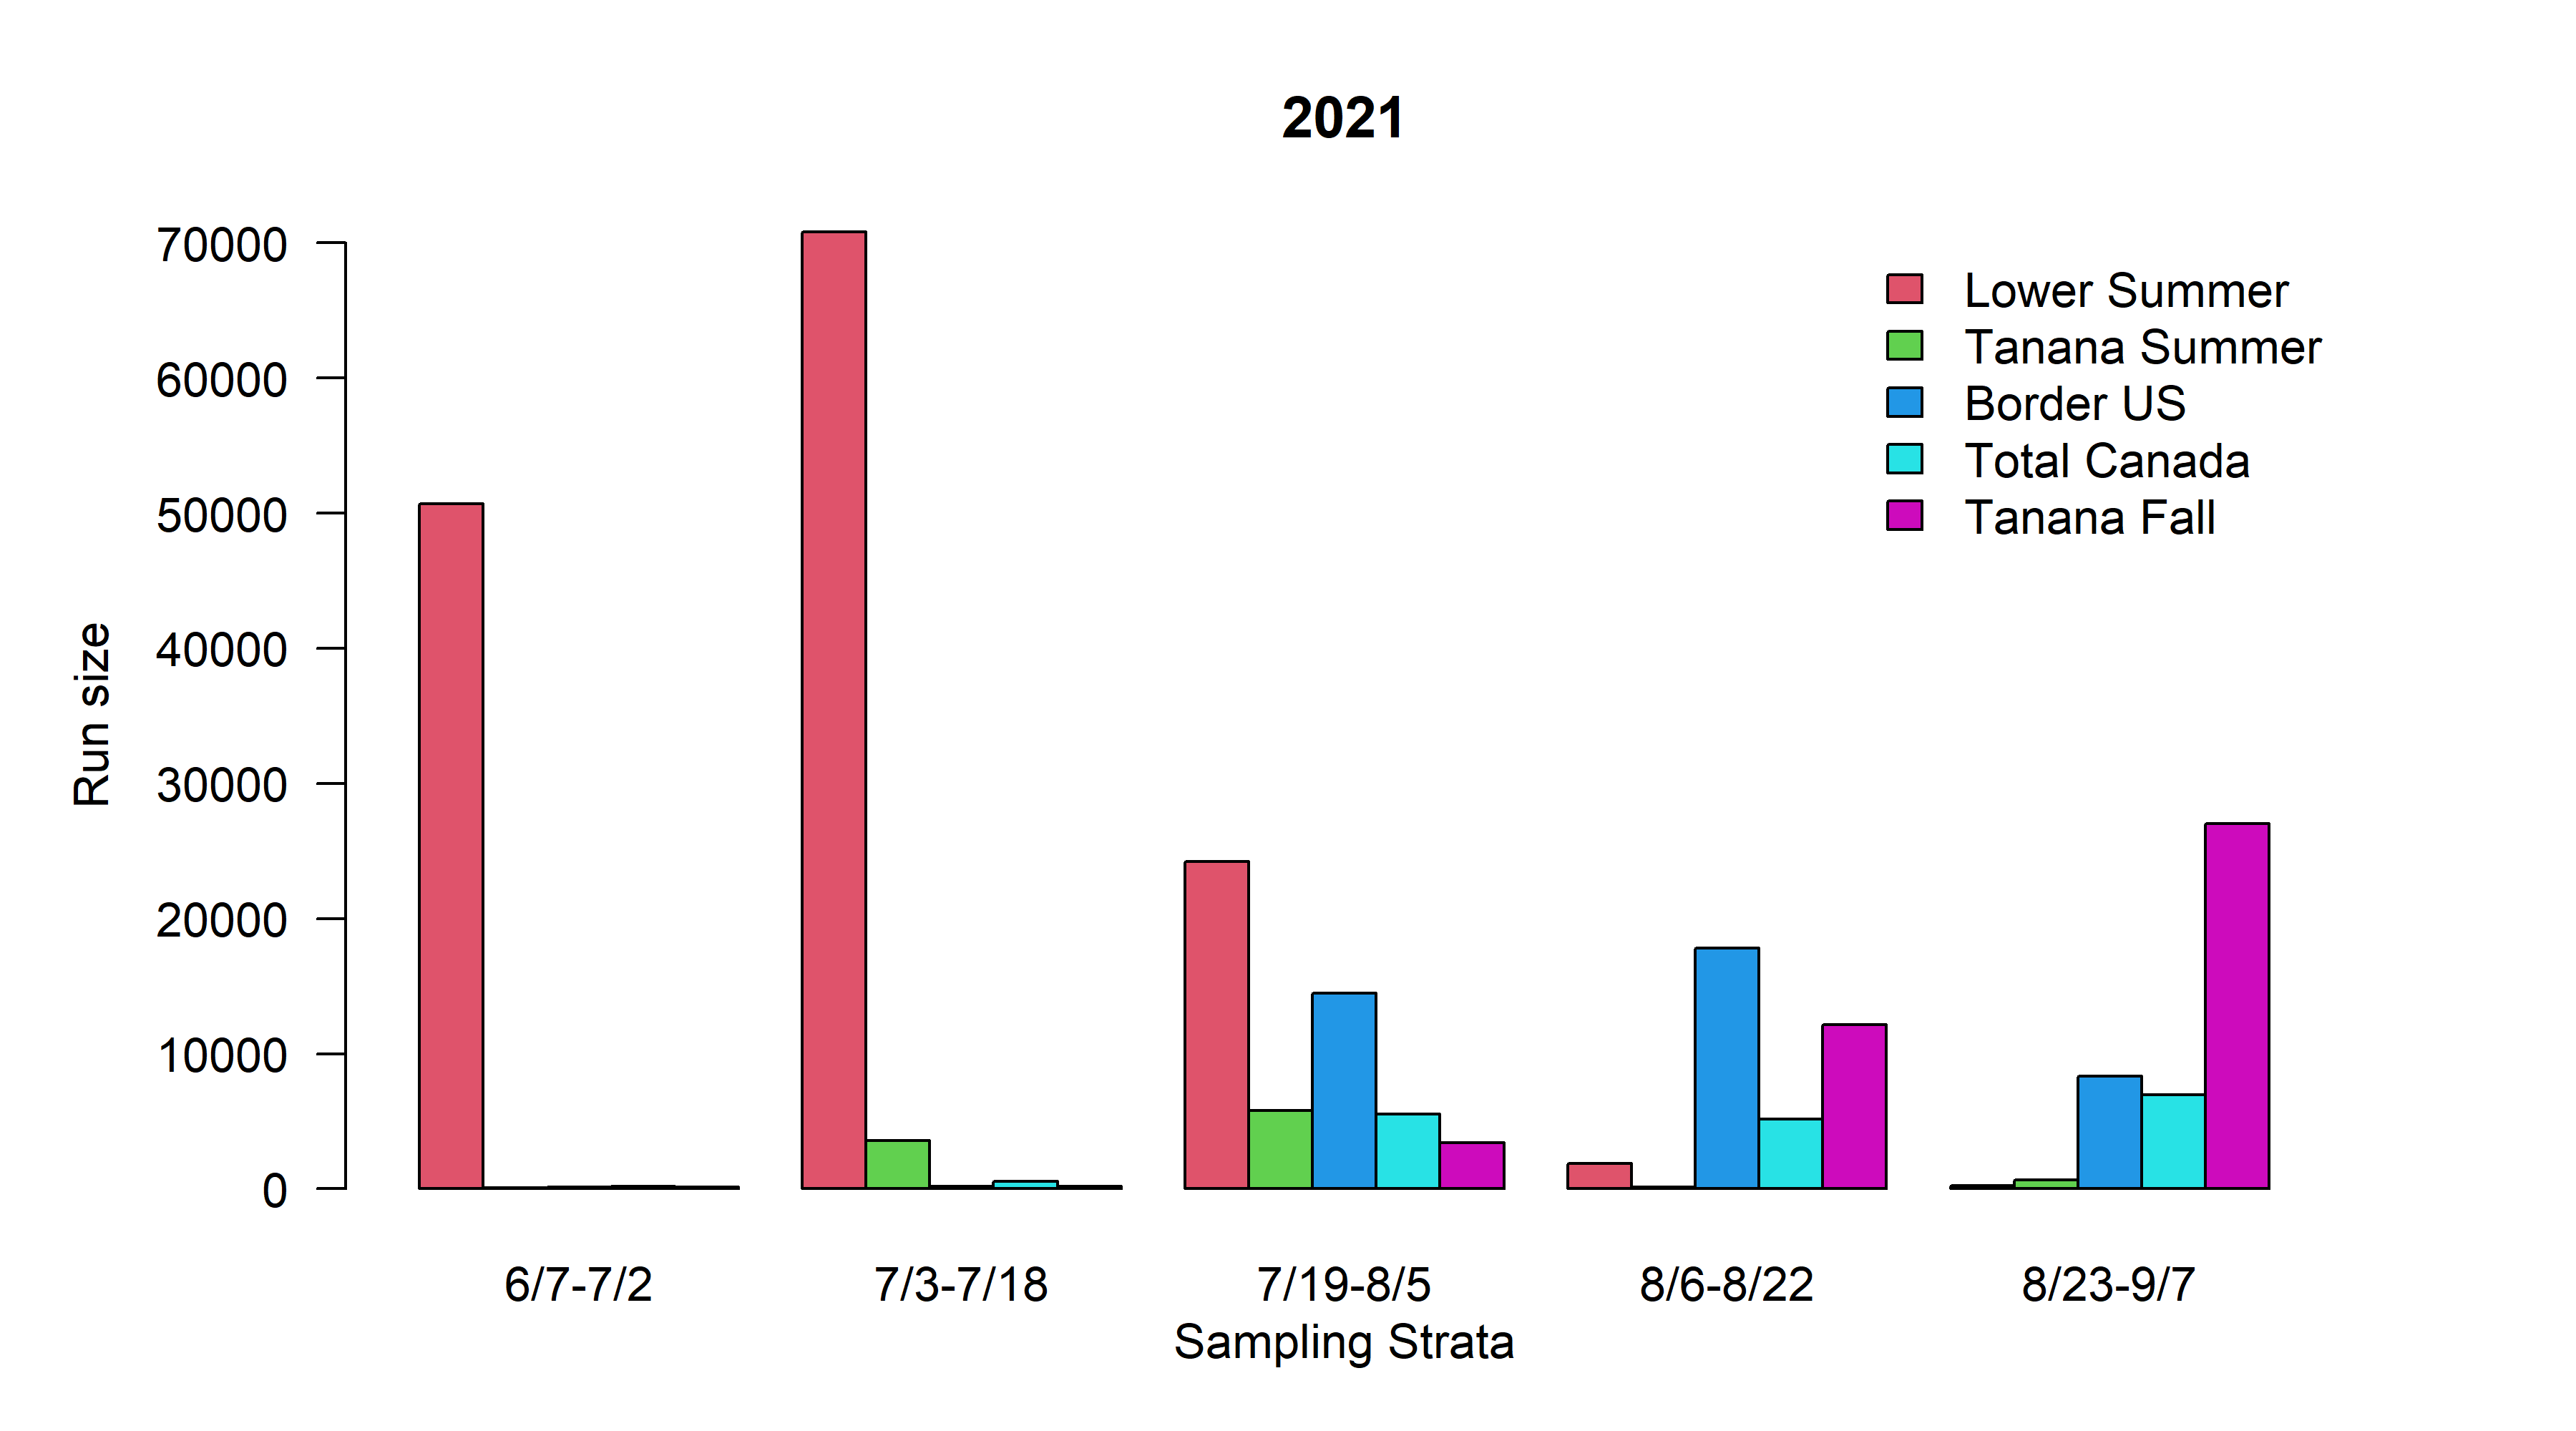 2021
70000
60000
50000
40000
30000
20000
10000
0
Run size
Lower Summer
Tanana Summer
Border US
Total Canada
Tanana Fall
6/7-7/2 7/3-7/18 7/19-8/5 8/6-8/22 8/23-9/7
Sampling Strata